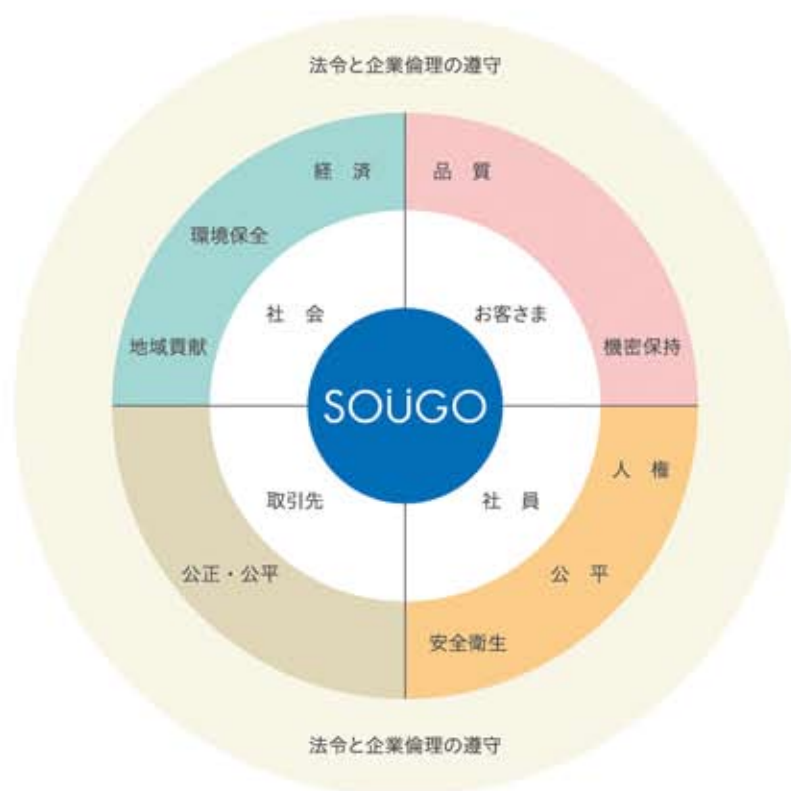 法令と企業倫理の遵守
経 済
品 質
環境保全
社 会
お客さま
地域貢献
機密保持
SOÜGO
人 権
取引先
社 員
公正・公平
公 平
安全衛生
法令と企業倫理の遵守